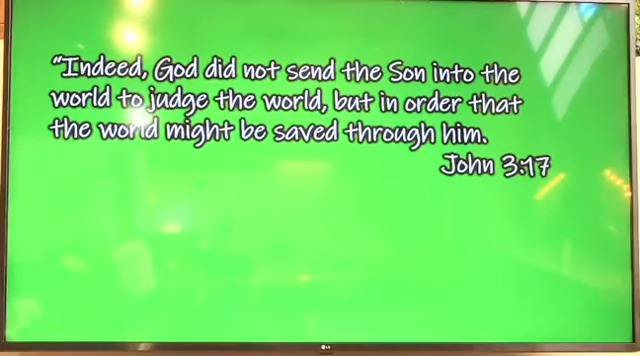 "Indeed, God did not send the Son into the
world to judge the world, but in order that
the world might be saved through him.
John 3:17
LG